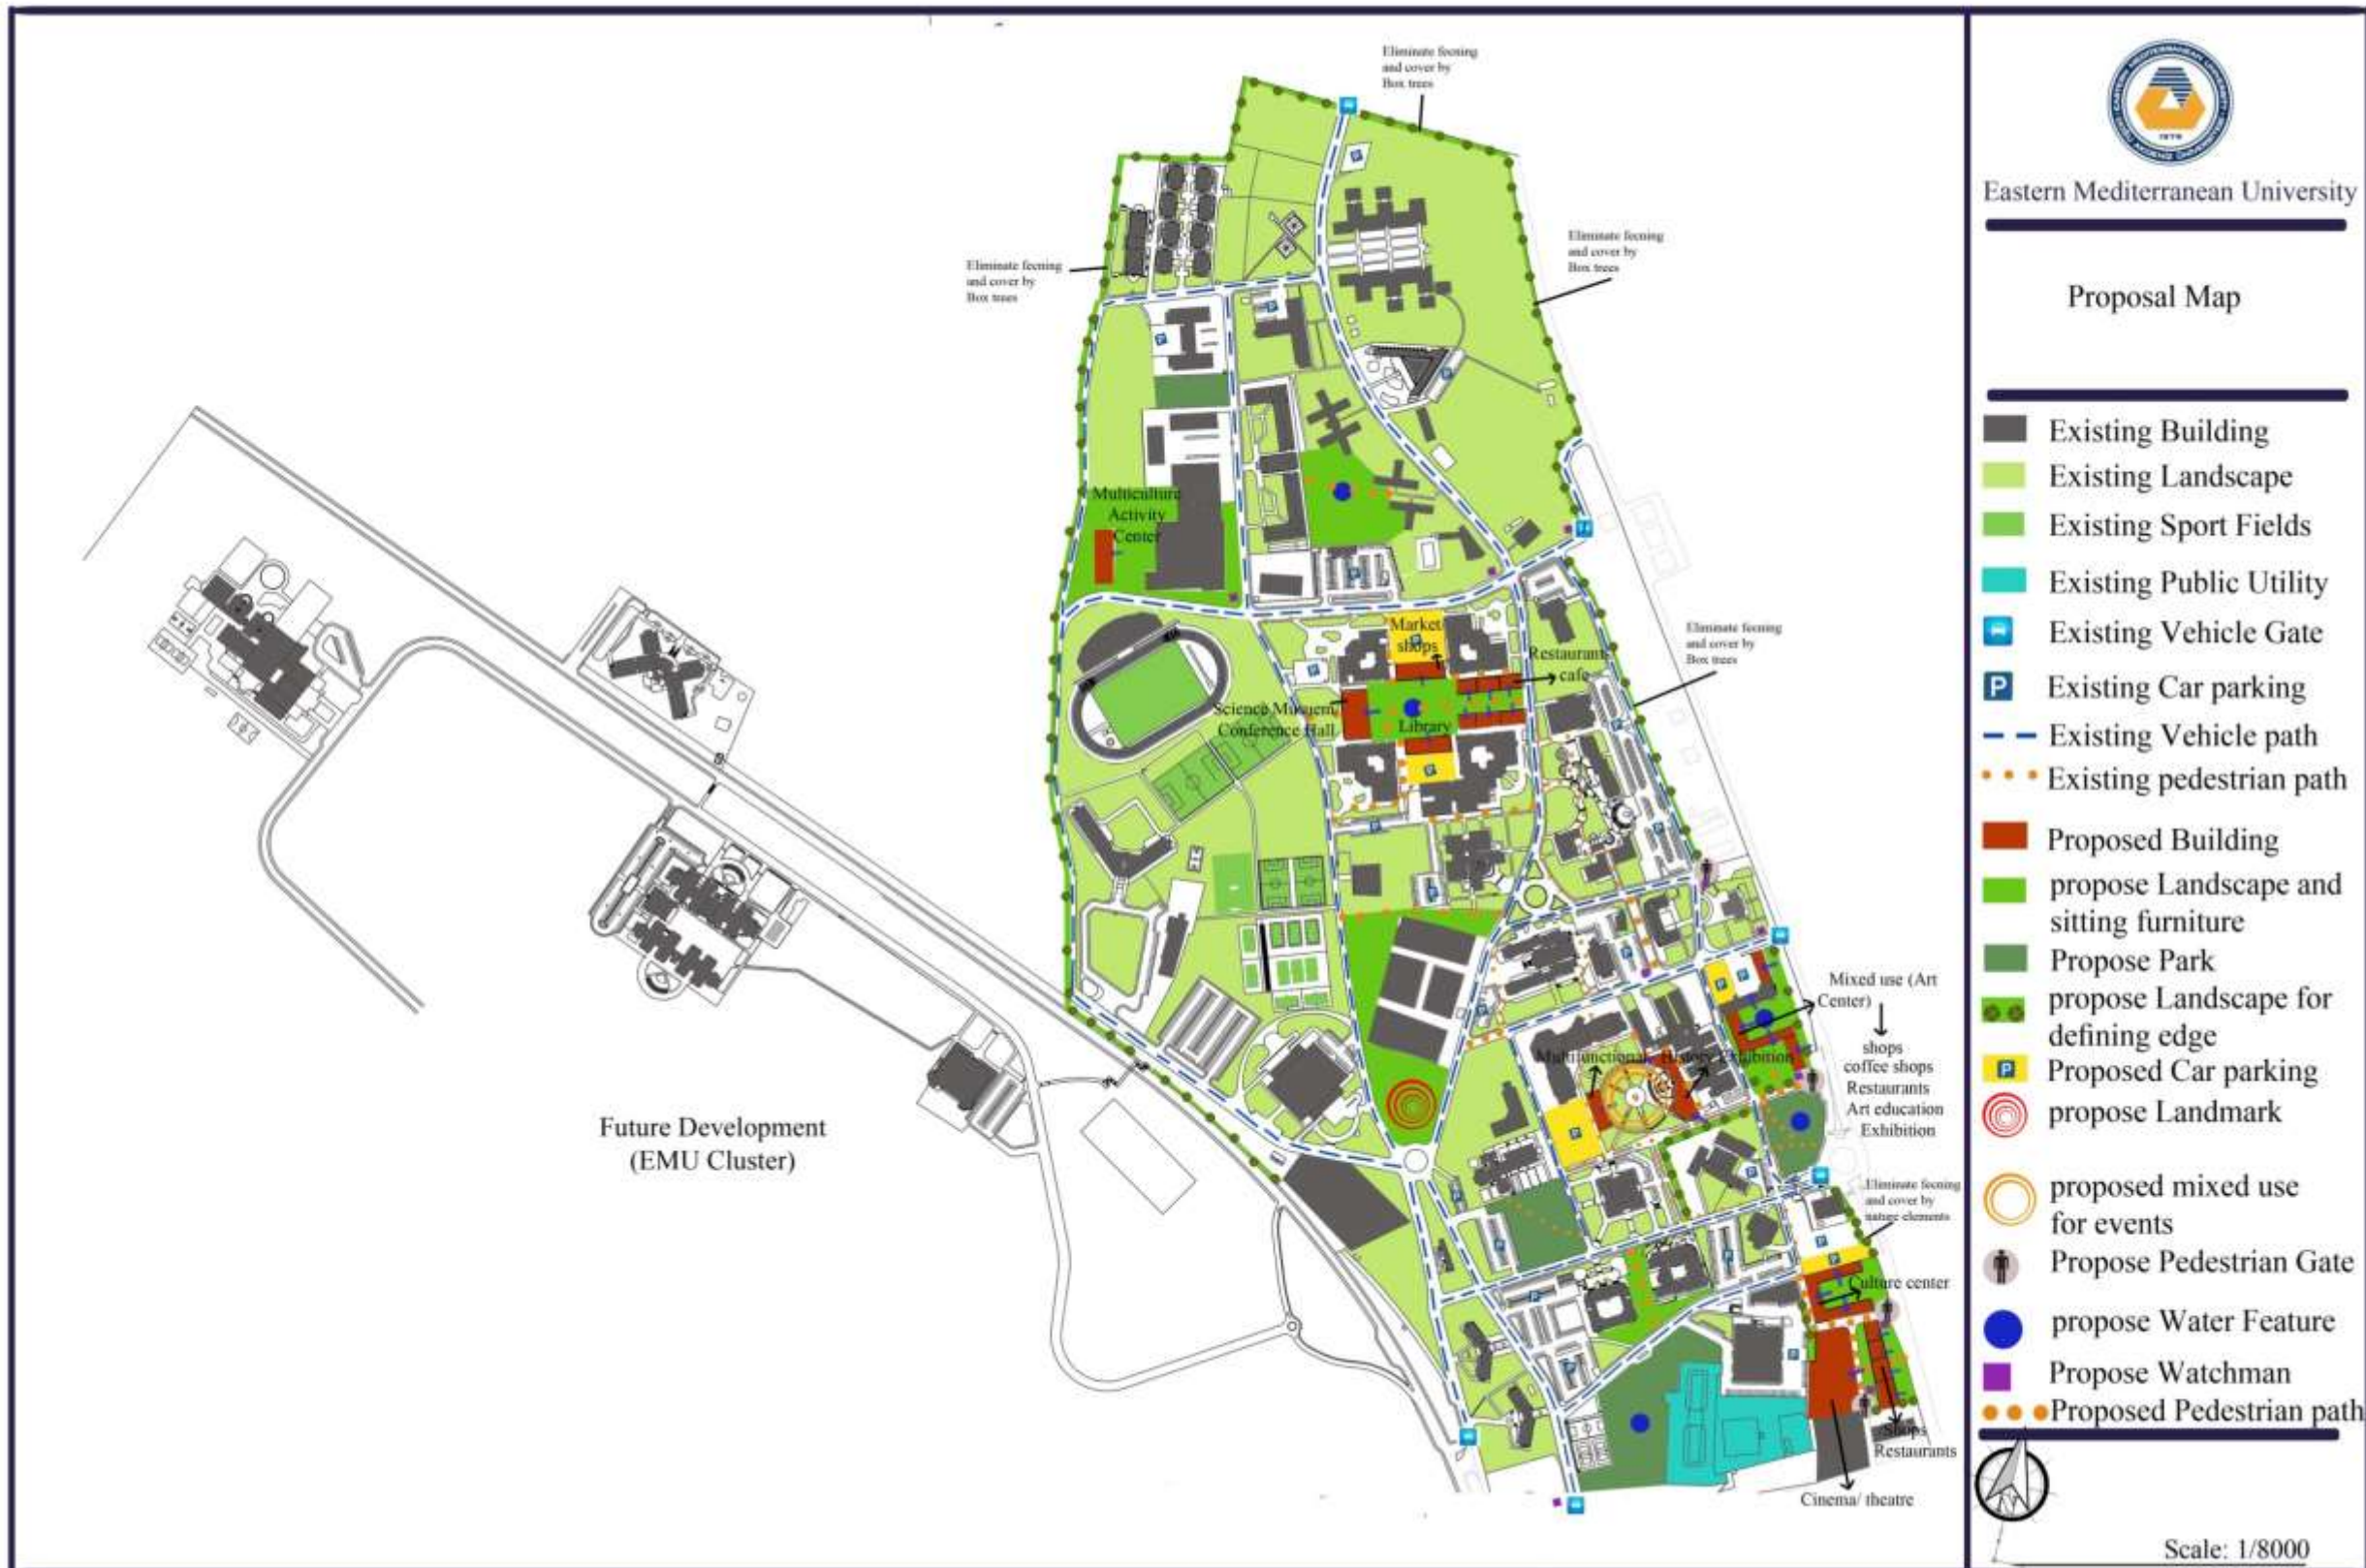 Eliminate fecning
and cover by
Box trees
Eliminate fecning
and cover by
Box trees
Eliminate fecning
and cover by
Box trees
Multiculture
Activity
Center
Eliminate fecning
and cover by
Box trees
Market
shops
Restaurant
cafe
Science Musuem
Conference Hall
Library
Mixed use (Art
Center)
shops
coffee shops
Restaurants
Art education
Exhibition
Multifunctional
History Exhibition
Future Development
(EMU Cluster)
Eliminate fecning
and cover by
nature elements
Culture center
Shops
Restaurants
Cinema/ theatre
Eastern Mediterranean University
Proposal Map
Existing Building
Existing Landscape
Existing Sport Fields
Existing Public Utility
Existing Vehicle Gate
P Existing Car parking
Existing Vehicle path
Existing pedestrian path
Proposed Building
propose Landscape and
sitting furniture
Propose Park
propose Landscape for
defining edge
P Proposed Car parking
propose Landmark
proposed mixed use
for events
Propose Pedestrian Gate
propose Water Feature
Propose Watchman
Proposed Pedestrian path
Scale: 1/8000